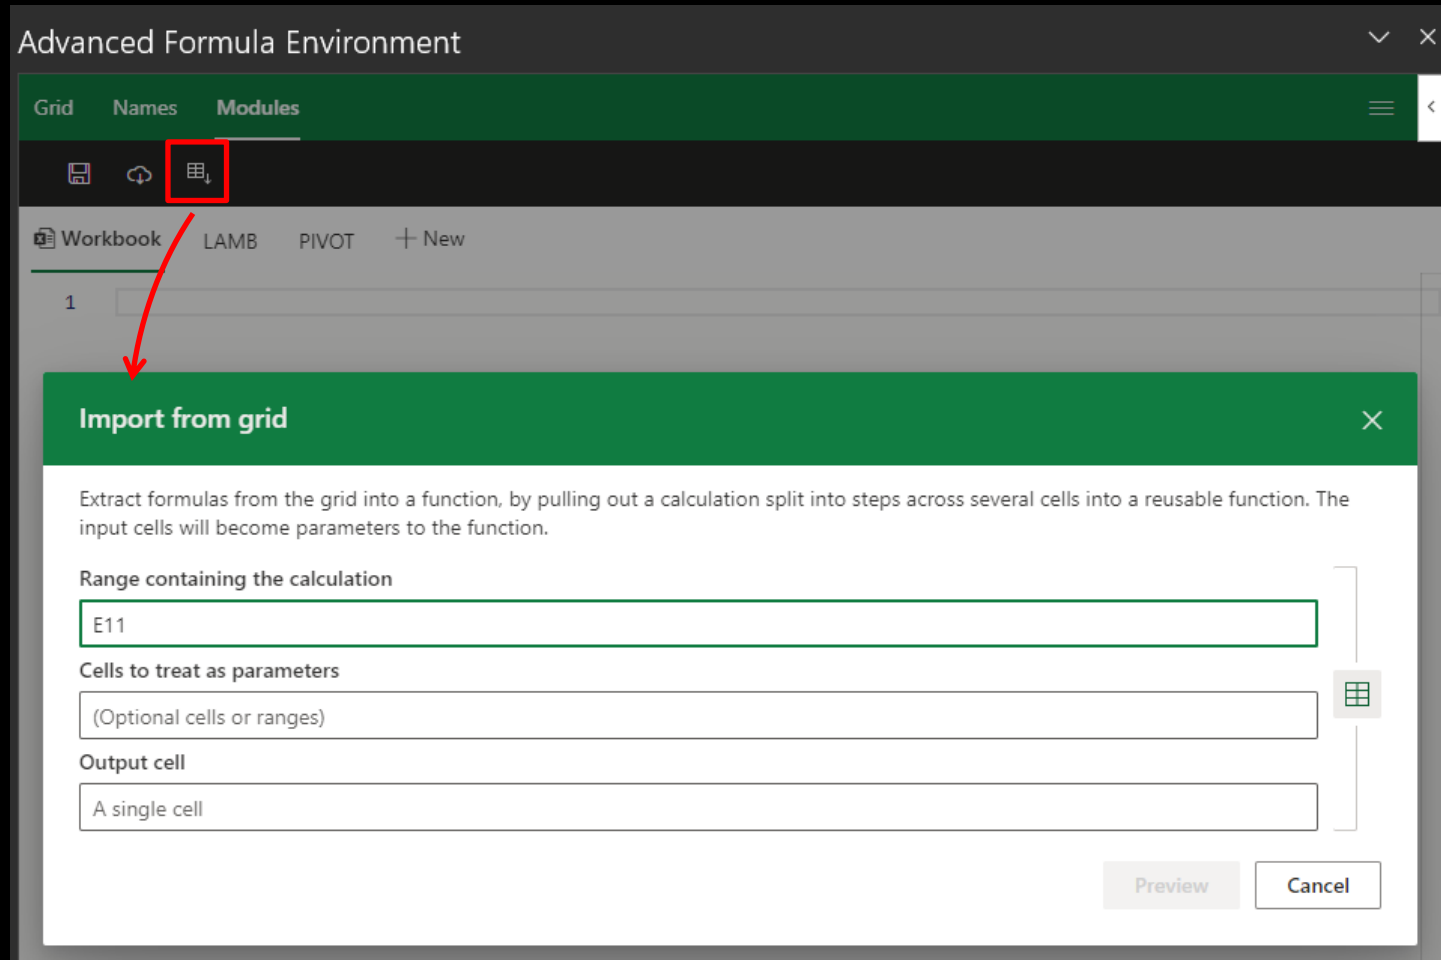 Advanced Formula Environment
Grid Names Modules
Workbook LAMB PIVOT + New
1
Import from grid
Extract formulas from the grid into a function, by pulling out a calculation split into steps across several cells into a reusable function. The
input cells will become parameters to the function.
Range containing the calculation
E11
Cells to treat as parameters
(Optional cells or ranges)
Output cell
A single cell
Preview Cancel